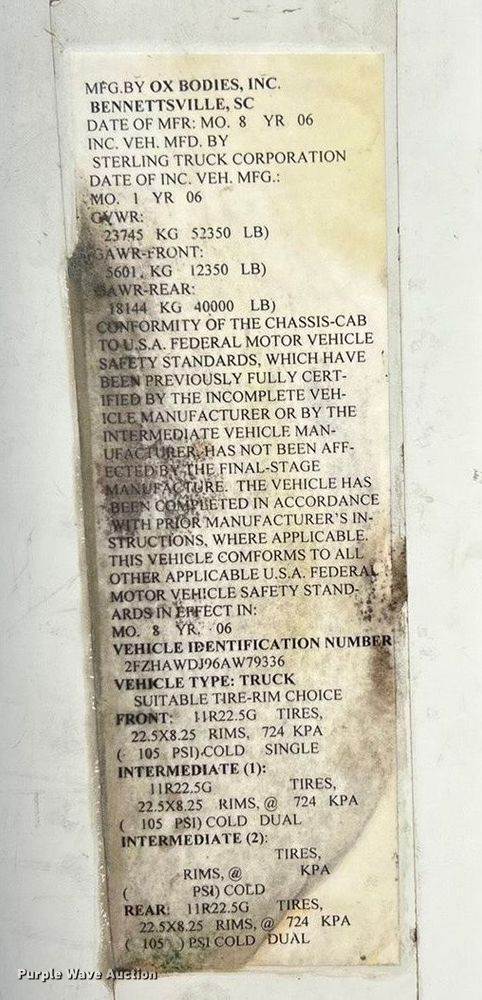 MFG.BY OX BODIES, INC.
BENNETTSVILLE, SC
DATE OF MFR: MO. 8 YR 06
INC. VEH. MFD. BY
STERLING TRUCK CORPORATION
DATE OF INC. VEH. MFG.:
MO. 1 YR 06
GVWR:
23745 KG 52350 LB)
GAWR-FRONT:
5601 KG 12350 LB)
GAWR-REAR:
18144 KG 40000 LB)
CONFORMITY OF THE CHASSIS-CAB
TO U.S.A. FEDERAL MOTOR VEHICLE
SAFETY STANDARDS, WHICH HAVE
BEEN PREVIOUSLY FULLY CERT-
IFIED BY THE INCOMPLETE VEH-
ICLE MANUFACTURER OR BY THE
INTERMEDIATE VEHICLE MAN-
UFACTURER, HAS NOT BEEN AFF-
ECTED BY THE FINAL-STAGE
MANUFACTURE. THE VEHICLE HAS
BEEN COMPLETED IN ACCORDANCE
WITH PRIOR MANUFACTURER'S IN-
STRUCTIONS, WHERE APPLICABLE.
THIS VEHICLE COMFORMS TO ALL
OTHER APPLICABLE U.S.A. FEDERAL
MOTOR VEHICLE SAFETY STAND-
ARDS IN EFFECT IN:
MO. 8 YR. 06
VEHICLE IDENTIFICATION NUMBER
2FZHAWDJ96AW79336
VEHICLE TYPE: TRUCK
SUITABLE TIRE-RIM CHOICE
FRONT: 11R22.5G TIRES,
22.5X8.25 RIMS, 724 KPA
( 105 PSI) COLD SINGLE
INTERMEDIATE (1):
11R22.5G TIRES,
22.5X8.25 RIMS, @ 724 KPA
( 105 PSI) COLD DUAL
INTERMEDIATE (2):
TIRES,
RIMS, @ KPA
( PSI) COLD
REAR: 11R22.5G TIRES,
22.5X8.25 RIMS, @ 724 KPA
( 105 ) PSI COLD DUAL
Purple Wave Auction